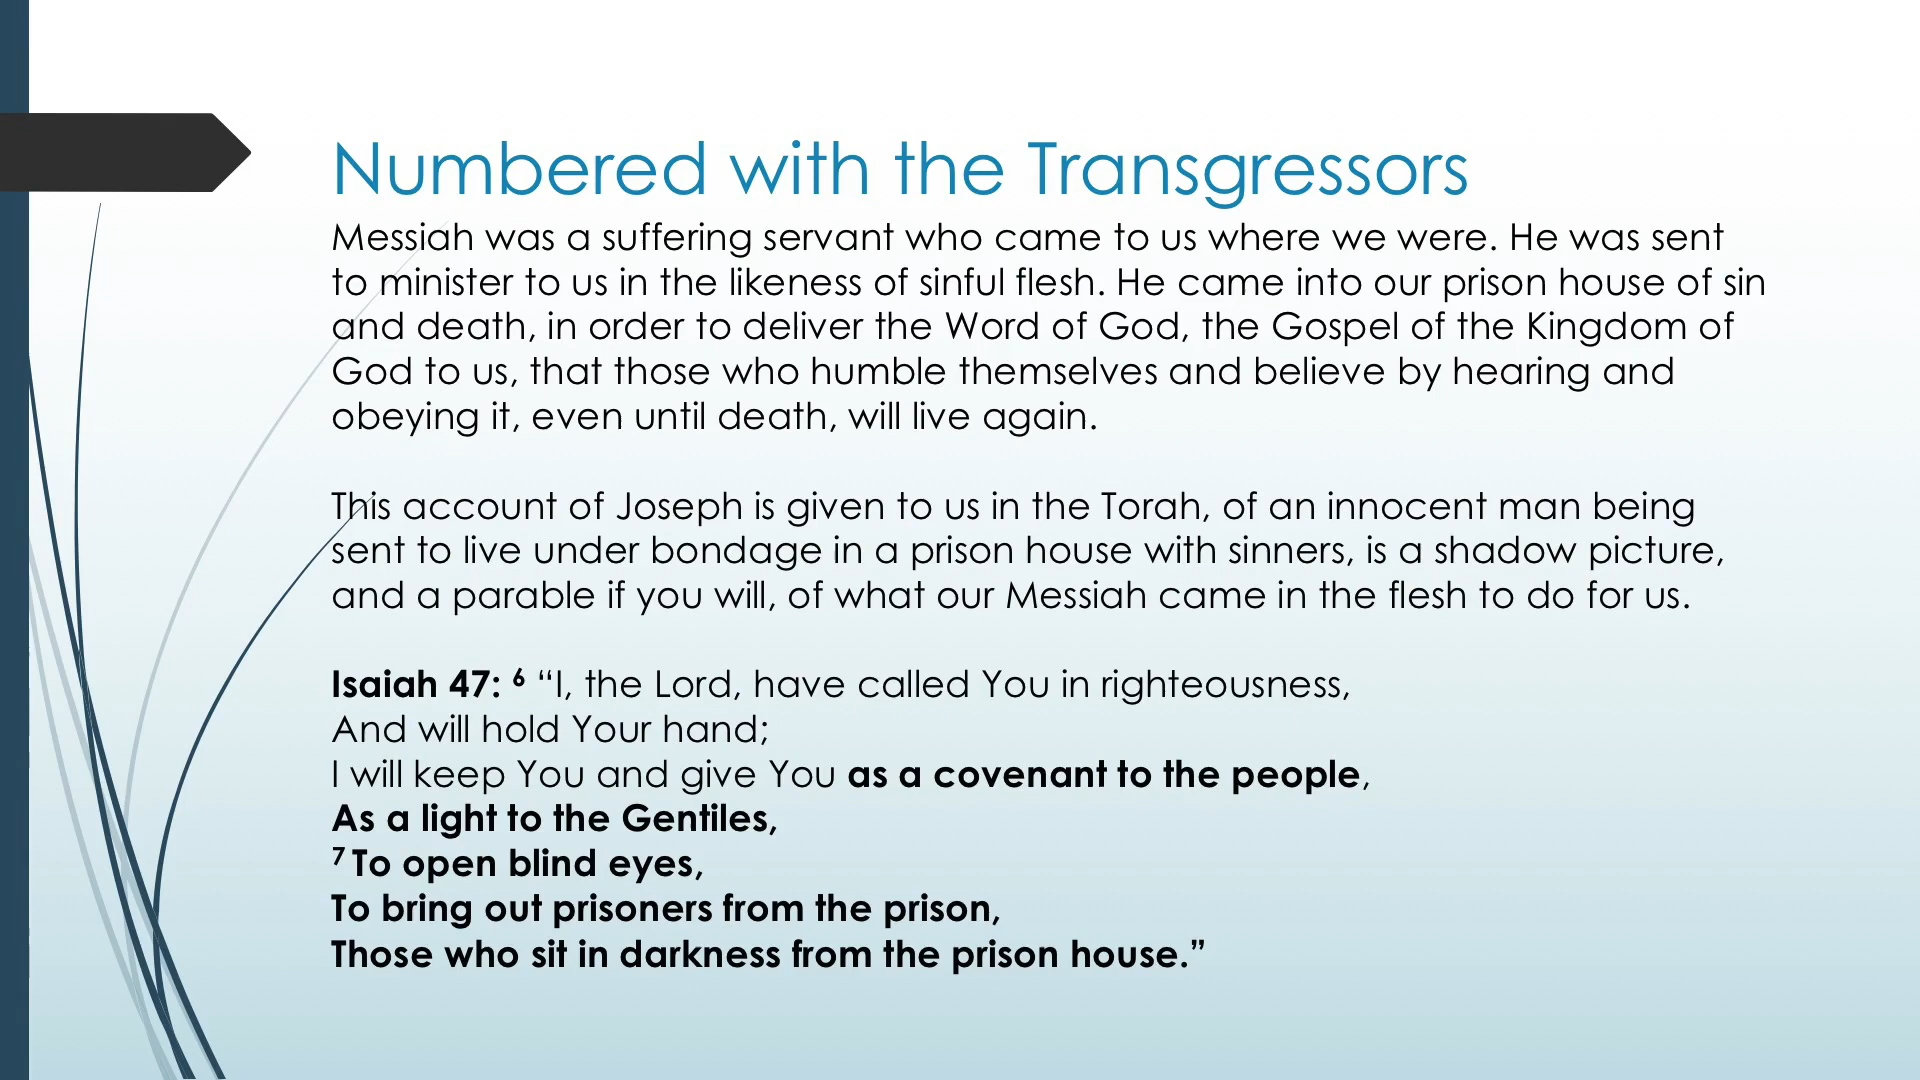 Numbered with the Transgressors
Messiah was a suffering servant who came to us where we were. He was sent
to minister to us in the likeness of sinful flesh. He came into our prison house of sin
and death, in order to deliver the Word of God, the Gospel of the Kingdom of
God to us, that those who humble themselves and believe by hearing and
obeying it, even until death, will live again.
This account of Joseph is given to us in the Torah, of an innocent man being
sent to live under bondage in a prison house with sinners, is a shadow picture,
and a parable if you will, of what our Messiah came in the flesh to do for us.
Isaiah 47: ⁶ “I, the Lord, have called You in righteousness,
And will hold Your hand;
I will keep You and give You as a covenant to the people,
As a light to the Gentiles,
⁷ To open blind eyes,
To bring out prisoners from the prison,
Those who sit in darkness from the prison house.”